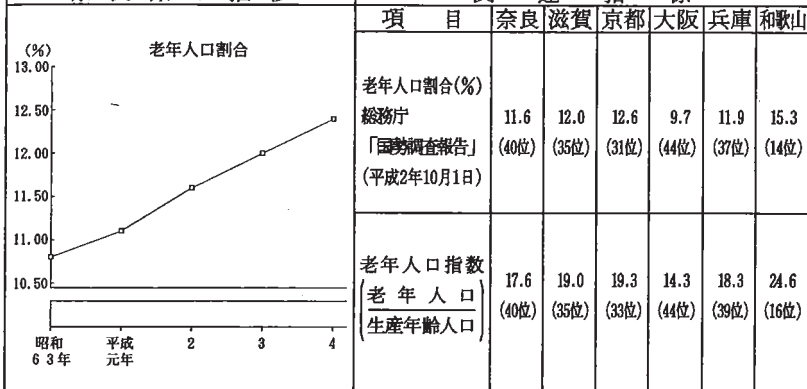 項 目 奈良 滋賀 京都 大阪 兵庫 和歌山
老年人口割合
(%)
13.00
12.50
12.00
11.50
11.00
10.50
昭和 平成 2 3 4
63年 元年
老年人口割合(%)
総務庁 11.6 12.0 12.6 9.7 11.9 15.3
「国勢調査報告」 (40位) (35位) (31位) (44位) (37位) (14位)
(平成2年10月1日)
老年人口指数
17.6 19.0 19.3 14.3 18.3 24.6
老年人口 (40位) (35位) (33位) (44位) (39位) (16位)
生産年齢人口